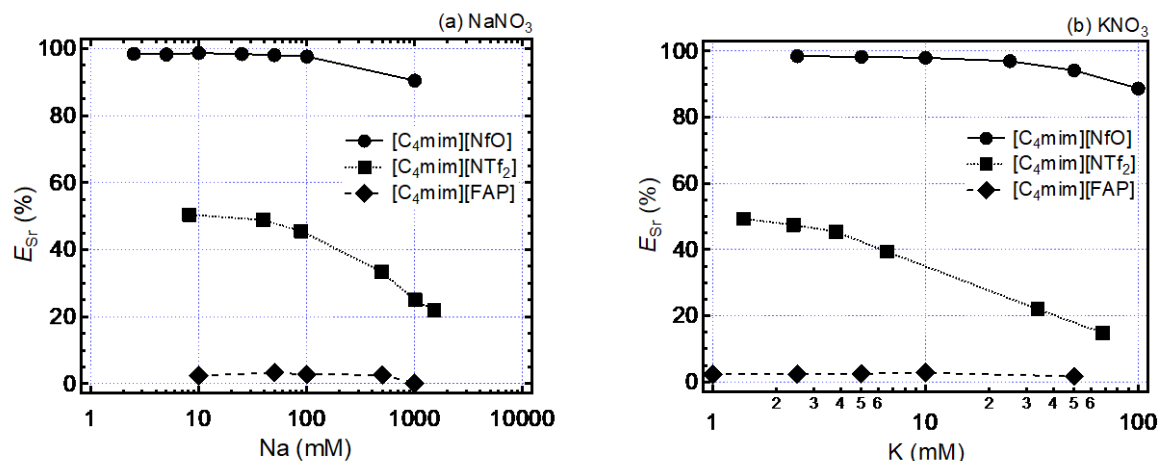 (a) NaNO₃
100
80
60
40
20
0
E_Sr (%)
[C₄mim][NfO]
[C₄mim][NTf₂]
[C₄mim][FAP]
1 10 100 1000 10000
Na (mM)
(b) KNO₃
100
80
60
40
20
0
E_Sr (%)
[C₄mim][NfO]
[C₄mim][NTf₂]
[C₄mim][FAP]
1 2 3 4 5 6 10 2 3 4 5 6 100
K (mM)